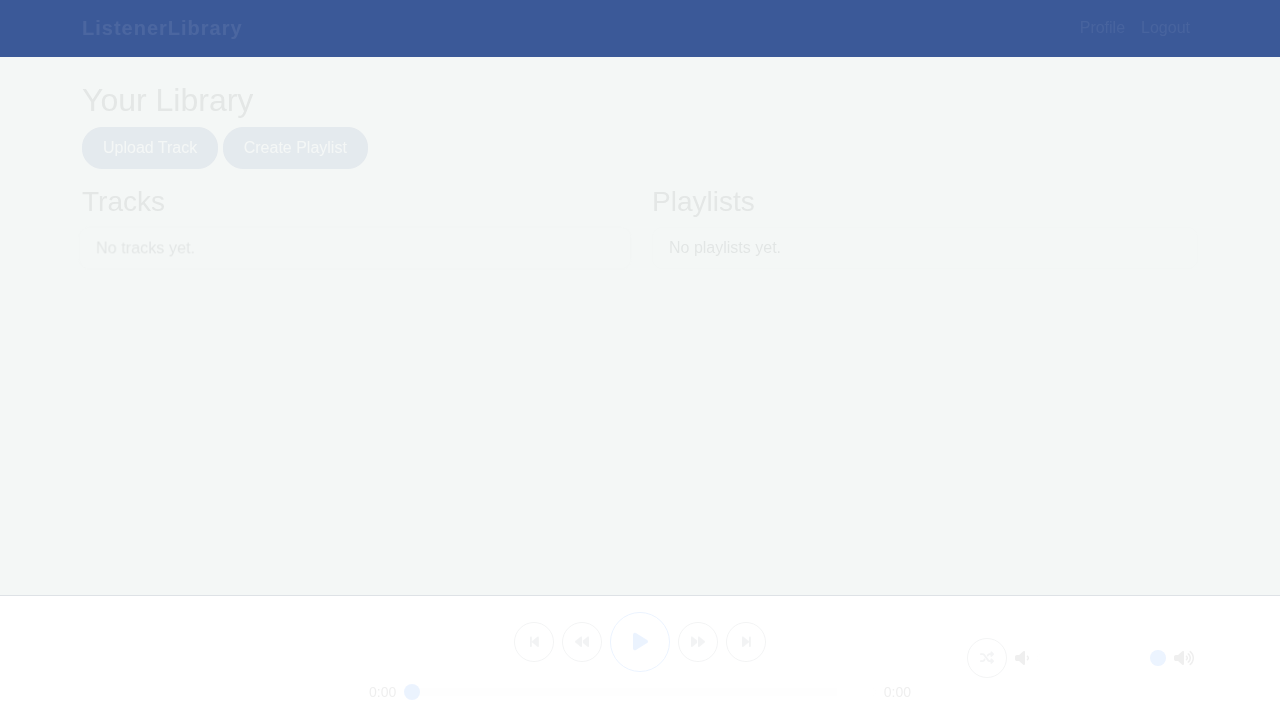 ListenerLibrary
Profile Logout
Your Library
Upload Track Create Playlist
Tracks
No tracks yet.
Playlists
No playlists yet.
0:00
0:00